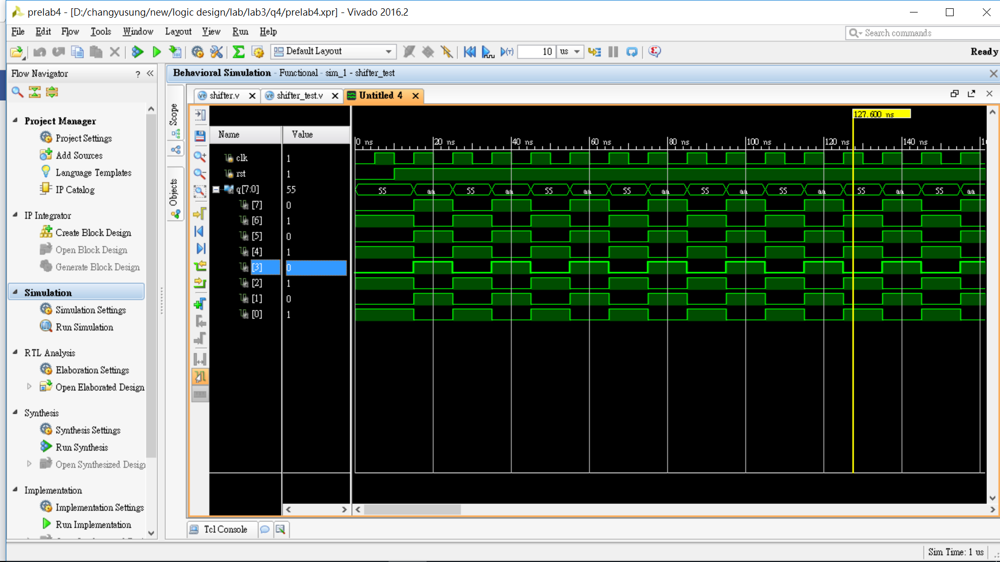 prelab4 - [D:/changyusung/new/logic design/lab/lab3/q4/prelab4.xpr] - Vivado 2016.2
File Edit Flow Tools Window Layout View Run Help
Search commands
Default Layout
10 us
Ready
Flow Navigator ? «
Behavioral Simulation - Functional - sim_1 - shifter_test
shifter.v
shifter_test.v
Untitled 4
Scope
Objects
Project Manager
Project Settings
Add Sources
Language Templates
IP Catalog
IP Integrator
Create Block Design
Open Block Design
Generate Block Design
Simulation
Simulation Settings
Run Simulation
RTL Analysis
Elaboration Settings
Open Elaborated Design
Synthesis
Synthesis Settings
Run Synthesis
Open Synthesized Design
Implementation
Implementation Settings
Run Implementation
127.600 ns
Name Value
0 ns 20 ns 40 ns 60 ns 80 ns 100 ns 120 ns 140 ns
clk 1
rst 1
q[7:0] 55 55 aa 55 aa 55 aa 55 aa 55 aa 55 aa 55 aa 55 aa
[7] 0
[6] 1
[5] 0
[4] 1
[3] 0
[2] 1
[1] 0
[0] 1
Tcl Console
Sim Time: 1 us